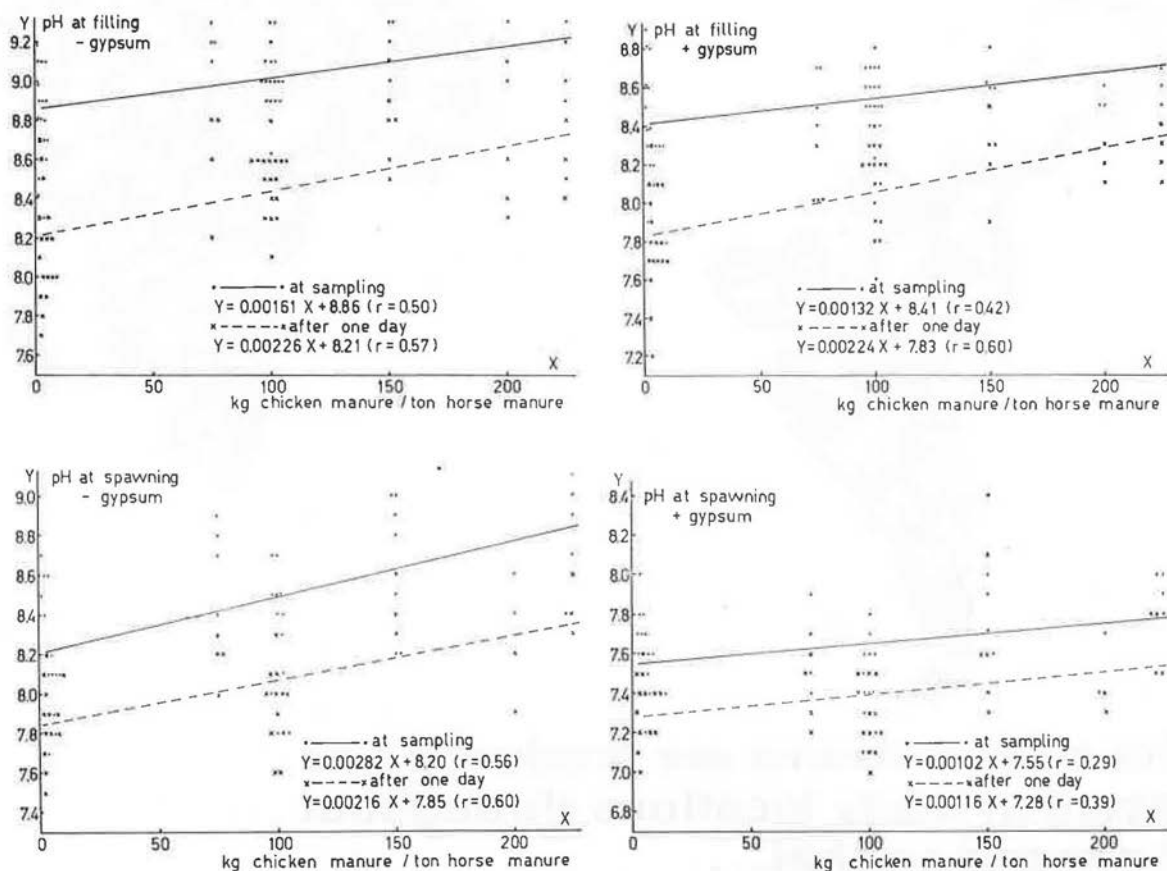 Y pH at filling
- gypsum
9.2
9.0
8.8
8.6
8.4
8.2
8.0
7.8
7.6
at sampling
Y=0.00161 X+8.86 (r=0.50)
after one day
Y=0.00226 X+8.21 (r=0.57)
X
0 50 100 150 200
kg chicken manure/ton horse manure
Y pH at filling
+ gypsum
8.8
8.6
8.4
8.2
8.0
7.8
7.6
7.4
7.2
at sampling
Y=0.00132 X+8.41 (r=0.42)
after one day
Y=0.00224 X+7.83 (r=0.60)
X
0 50 100 150 200
kg chicken manure/ton horse manure
Y pH at spawning
- gypsum
9.0
8.8
8.6
8.4
8.2
8.0
7.8
7.6
7.4
at sampling
Y=0.00282 X+8.20 (r=0.56)
after one day
Y=0.00216 X+7.85 (r=0.60)
X
0 50 100 150 200
kg chicken manure/ton horse manure
Y pH at spawning
+ gypsum
8.4
8.2
8.0
7.8
7.6
7.4
7.2
7.0
6.8
at sampling
Y=0.00102 X+7.55 (r=0.29)
after one day
Y=0.00116 X+7.28 (r=0.39)
X
0 50 100 150 200
kg chicken manure/ton horse manure